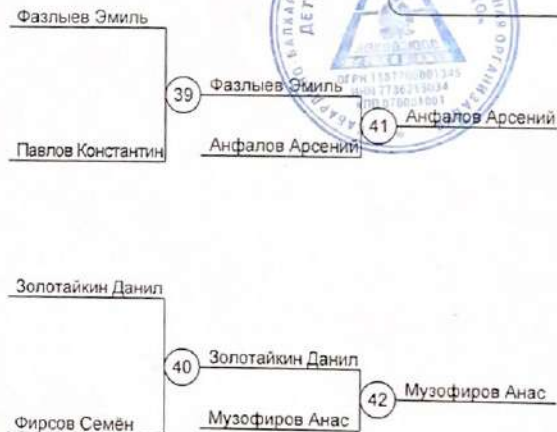 Фазлыев Эмиль
39
Фазлыев Эмиль
41
Анфалов Арсений
Павлов Константин
Анфалов Арсений
Золотайкин Данил
40
Золотайкин Данил
42
Музофиров Анас
Фирсов Семён
Музофиров Анас